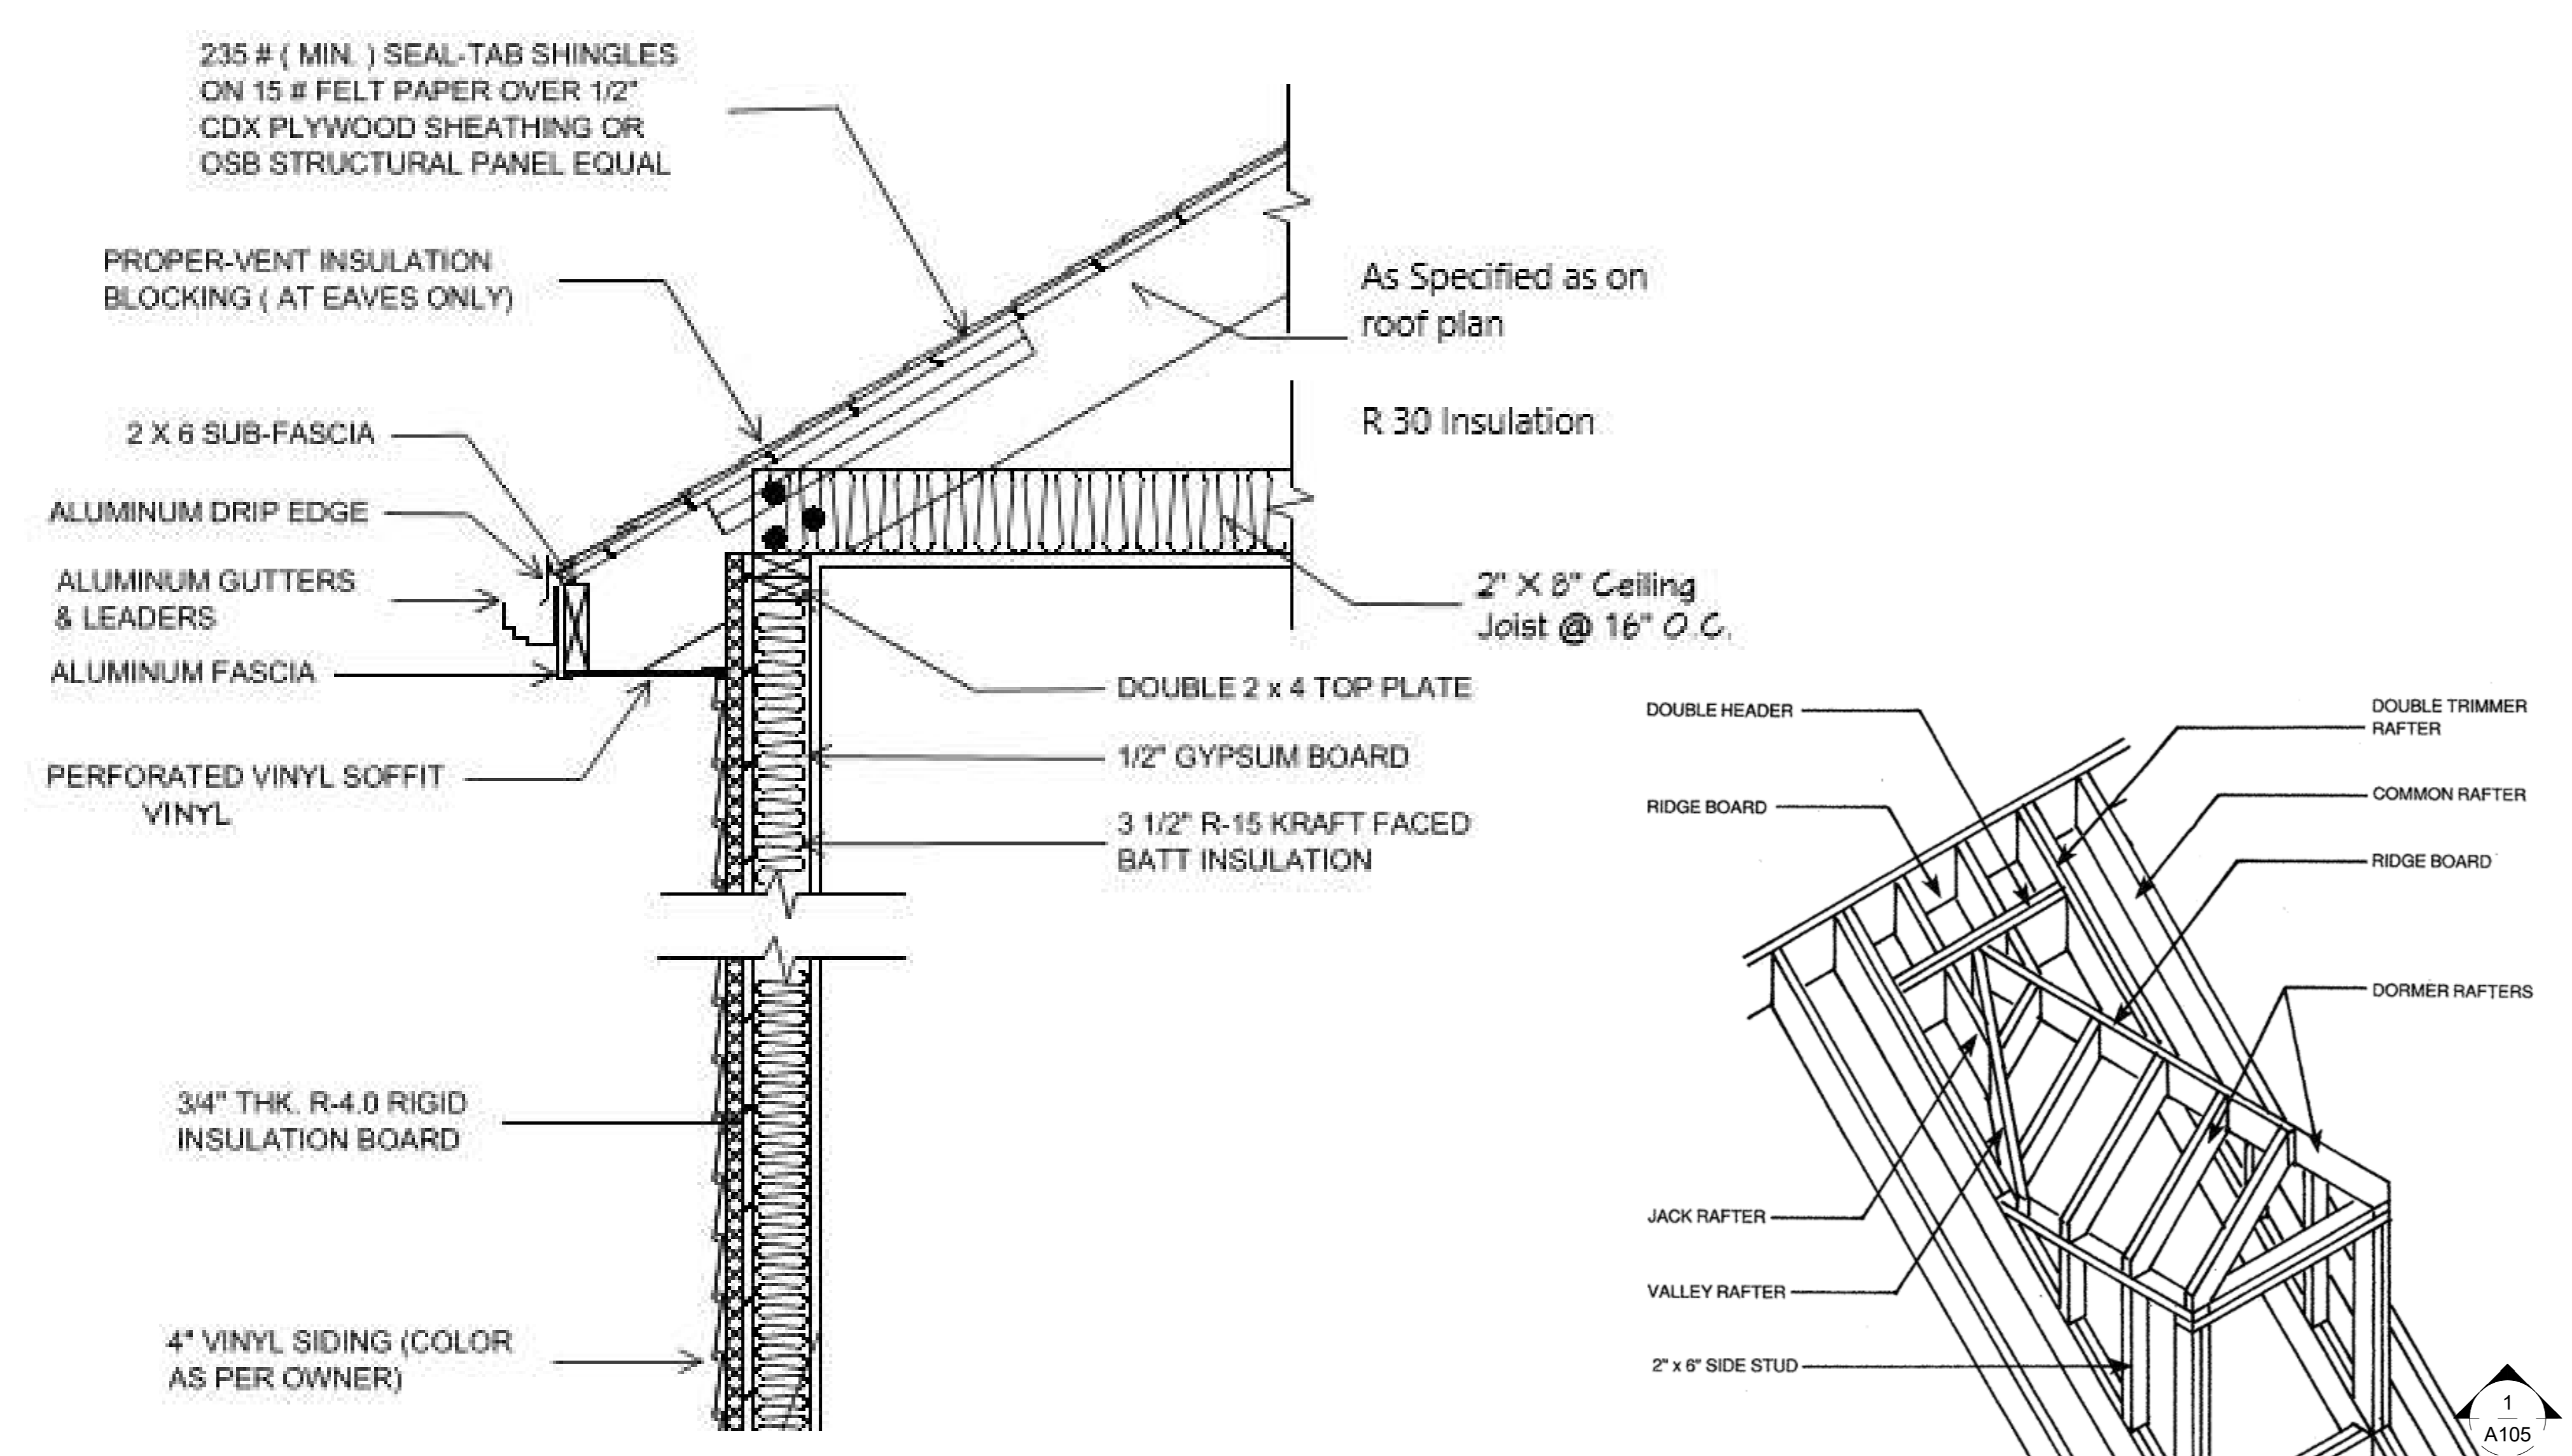 235 # ( MIN. ) SEAL-TAB SHINGLES
ON 15 # FELT PAPER OVER 1/2"
CDX PLYWOOD SHEATHING OR
OSB STRUCTURAL PANEL EQUAL
PROPER-VENT INSULATION
BLOCKING ( AT EAVES ONLY)
As Specified as on
roof plan
R 30 Insulation
2 X 6 SUB-FASCIA
ALUMINUM DRIP EDGE
ALUMINUM GUTTERS
& LEADERS
ALUMINUM FASCIA
2" X 8" Ceiling
Joist @ 16" O.C.
DOUBLE 2 x 4 TOP PLATE
1/2" GYPSUM BOARD
PERFORATED VINYL SOFFIT
VINYL
3 1/2" R-15 KRAFT FACED
BATT INSULATION
3/4" THK. R-4.0 RIGID
INSULATION BOARD
4" VINYL SIDING (COLOR
AS PER OWNER)
DOUBLE HEADER
DOUBLE TRIMMER
RAFTER
RIDGE BOARD
COMMON RAFTER
RIDGE BOARD
DORMER RAFTERS
JACK RAFTER
VALLEY RAFTER
2" x 6" SIDE STUD
1
A105